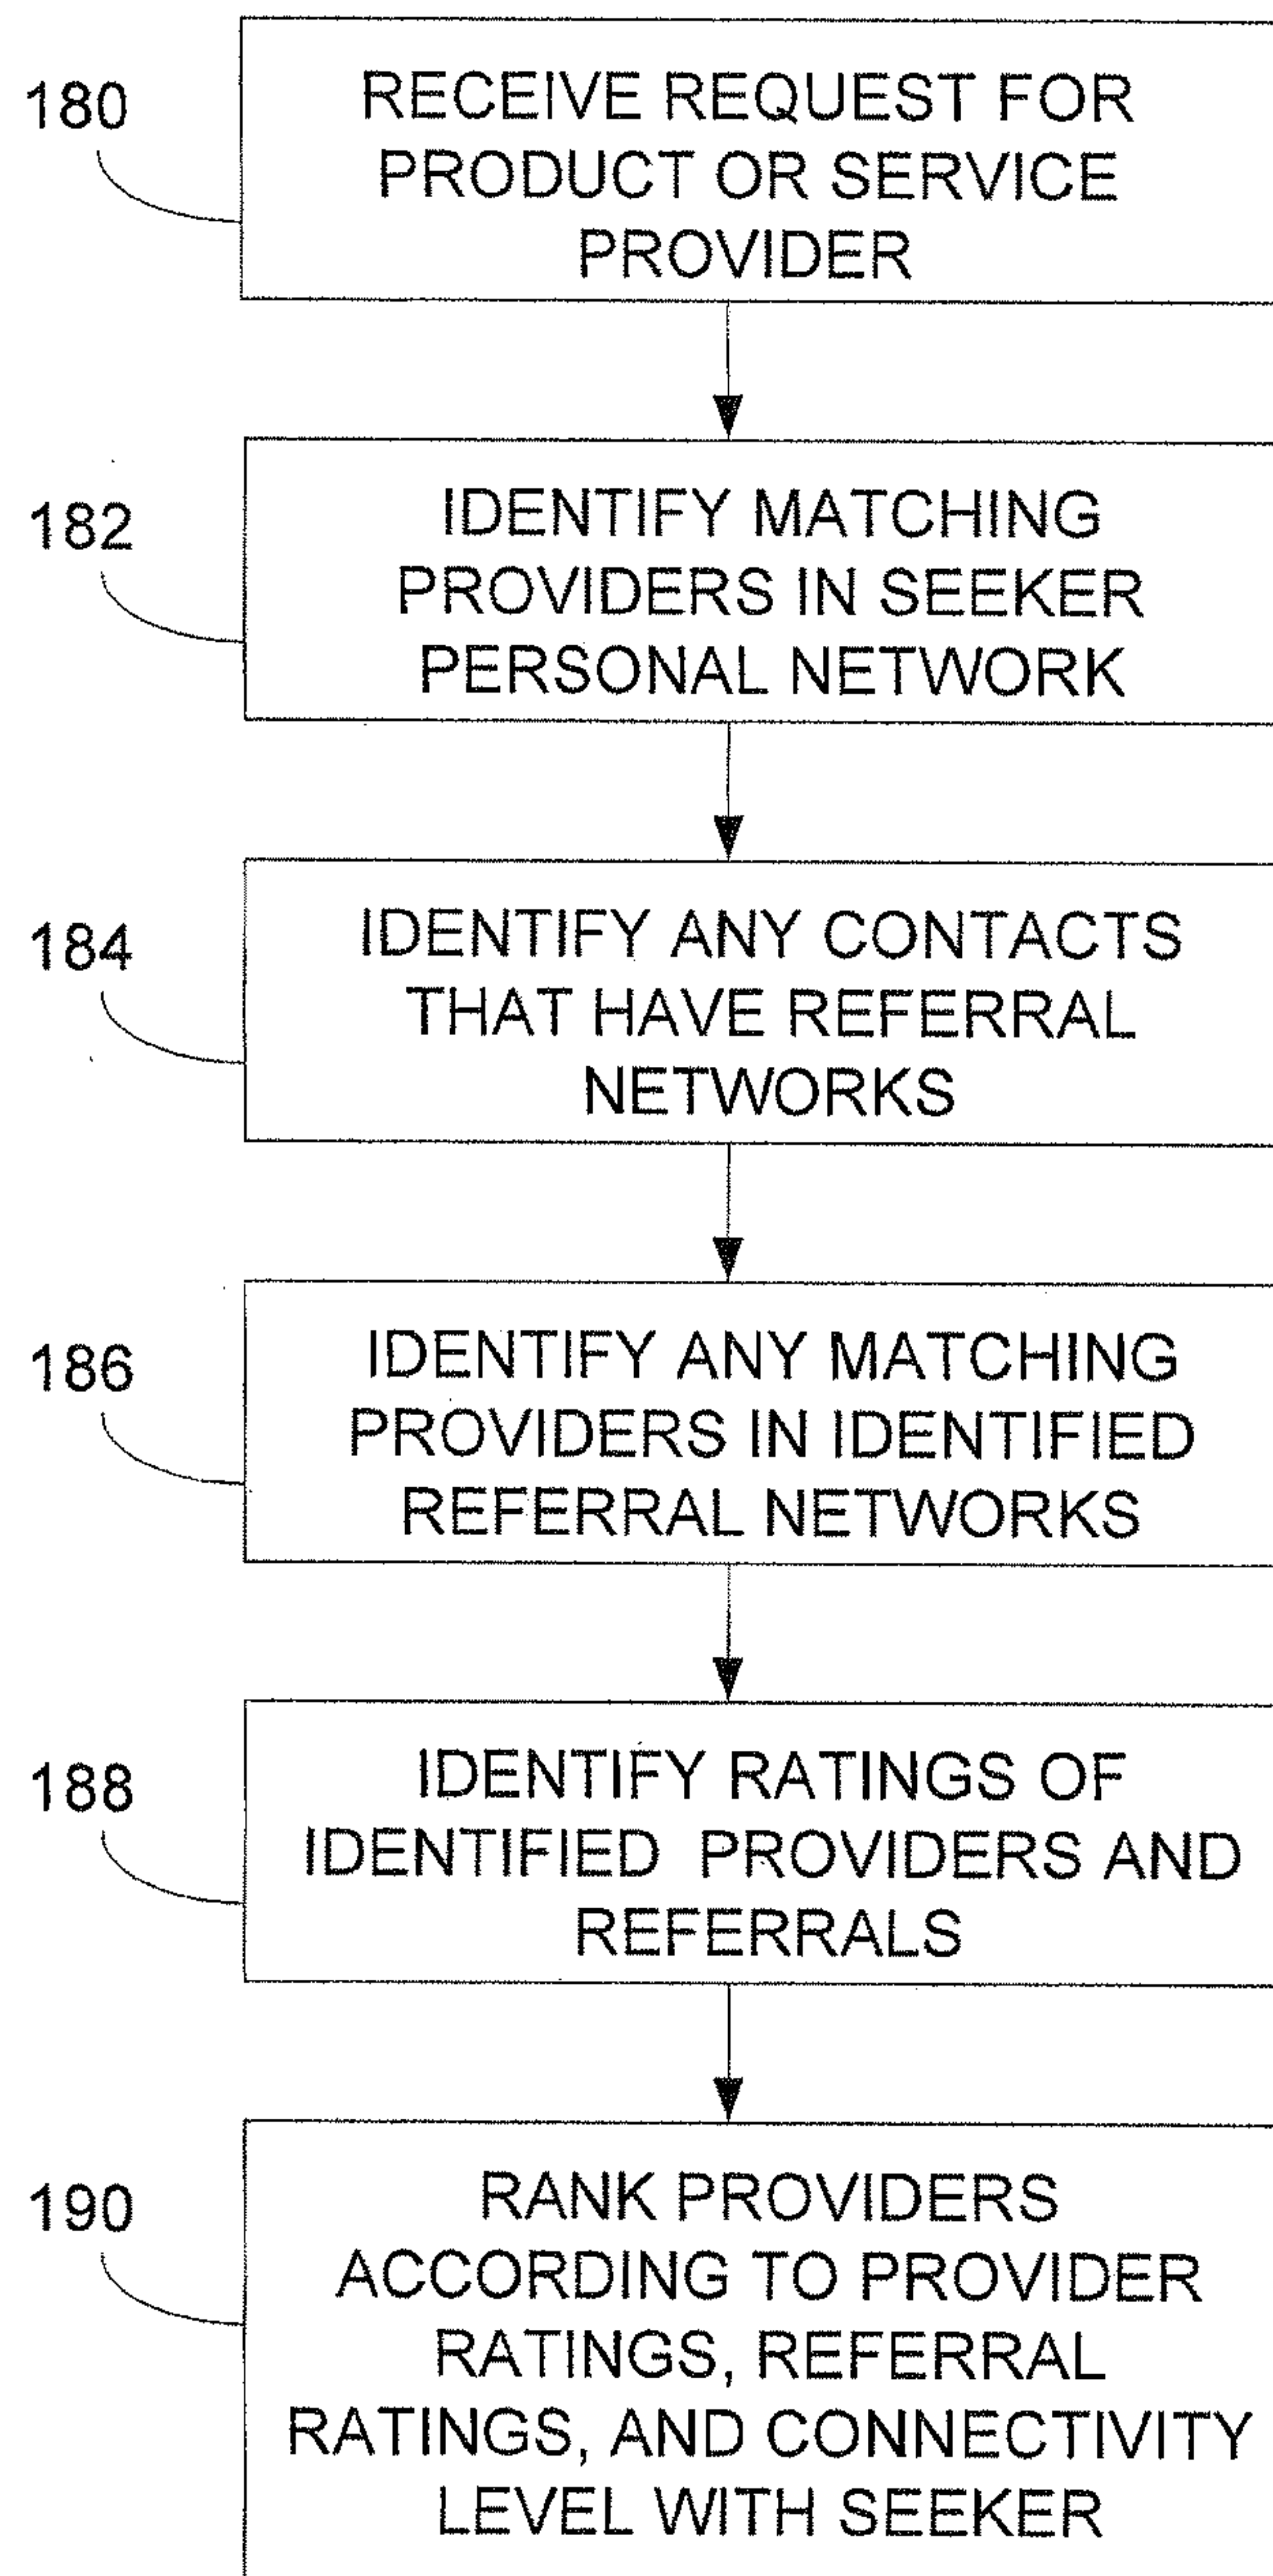 180
RECEIVE REQUEST FOR
PRODUCT OR SERVICE
PROVIDER
182
IDENTIFY MATCHING
PROVIDERS IN SEEKER
PERSONAL NETWORK
184
IDENTIFY ANY CONTACTS
THAT HAVE REFERRAL
NETWORKS
186
IDENTIFY ANY MATCHING
PROVIDERS IN IDENTIFIED
REFERRAL NETWORKS
188
IDENTIFY RATINGS OF
IDENTIFIED PROVIDERS AND
REFERRALS
190
RANK PROVIDERS
ACCORDING TO PROVIDER
RATINGS, REFERRAL
RATINGS, AND CONNECTIVITY
LEVEL WITH SEEKER